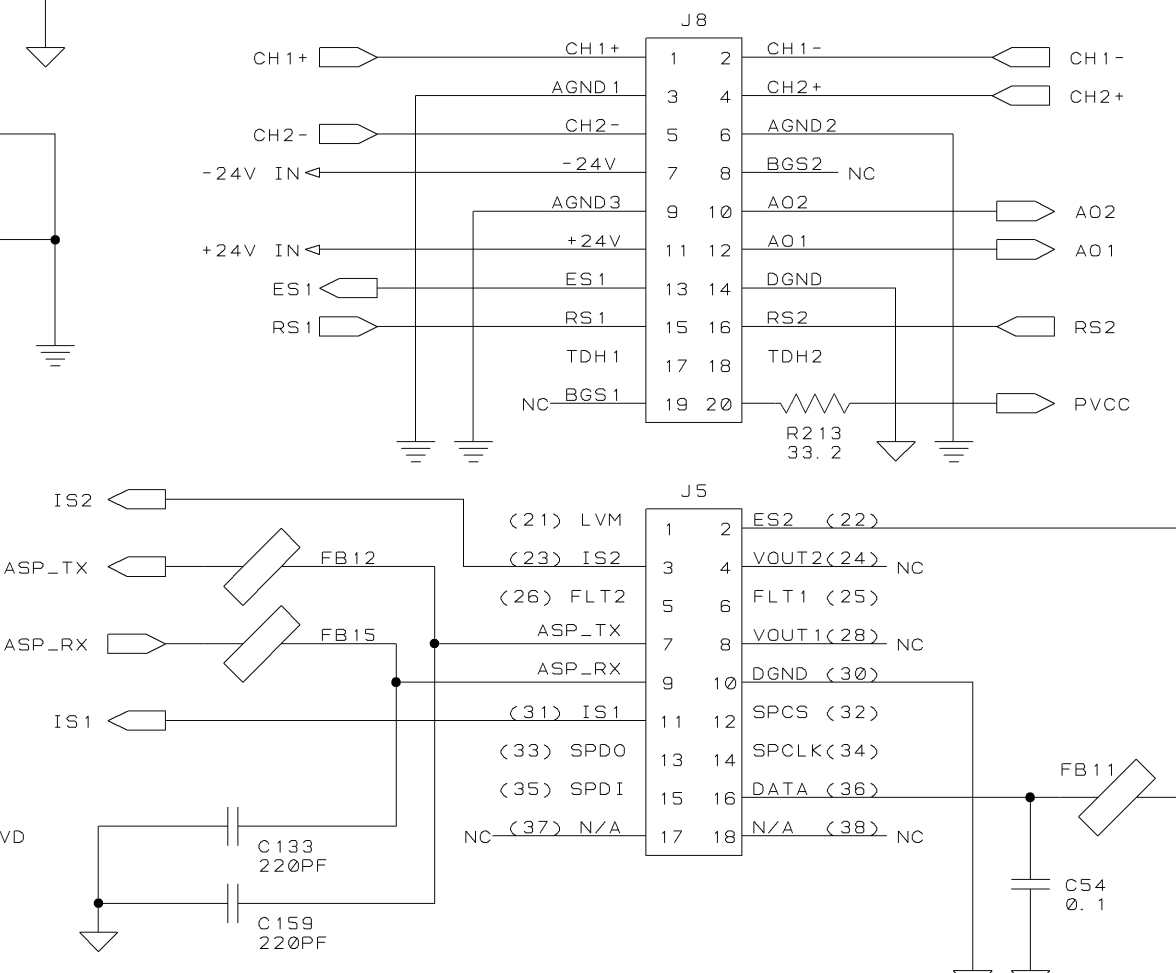 J8
CH1+ CH1+ 1 2 CH1- CH1-
AGND1 3 4 CH2+ CH2+
CH2- CH2- 5 6 AGND2
-24V IN -24V 7 8 BGS2 NC
AGND3 9 10 AO2 AO2
+24V IN +24V 11 12 AO1 AO1
ES1 ES1 13 14 DGND
RS1 RS1 15 16 RS2 RS2
TDH1 17 18 TDH2
NC BGS1 19 20 PVCC
R213
33.2
J5
IS2 (21) LVM 1 2 ES2 (22)
ASP_TX FB12 (23) IS2 3 4 VOUT2(24) NC
(26) FLT2 5 6 FLT1 (25)
ASP_RX FB15 ASP_TX 7 8 VOUT1(28) NC
ASP_RX 9 10 DGND (30)
IS1 (31) IS1 11 12 SPCS (32)
(33) SPDO 13 14 SPCLK(34)
FB11
(35) SPDI 15 16 DATA (36)
VD NC (37) N/A 17 18 N/A (38) NC
C133
220PF
C54
0.1
C159
220PF